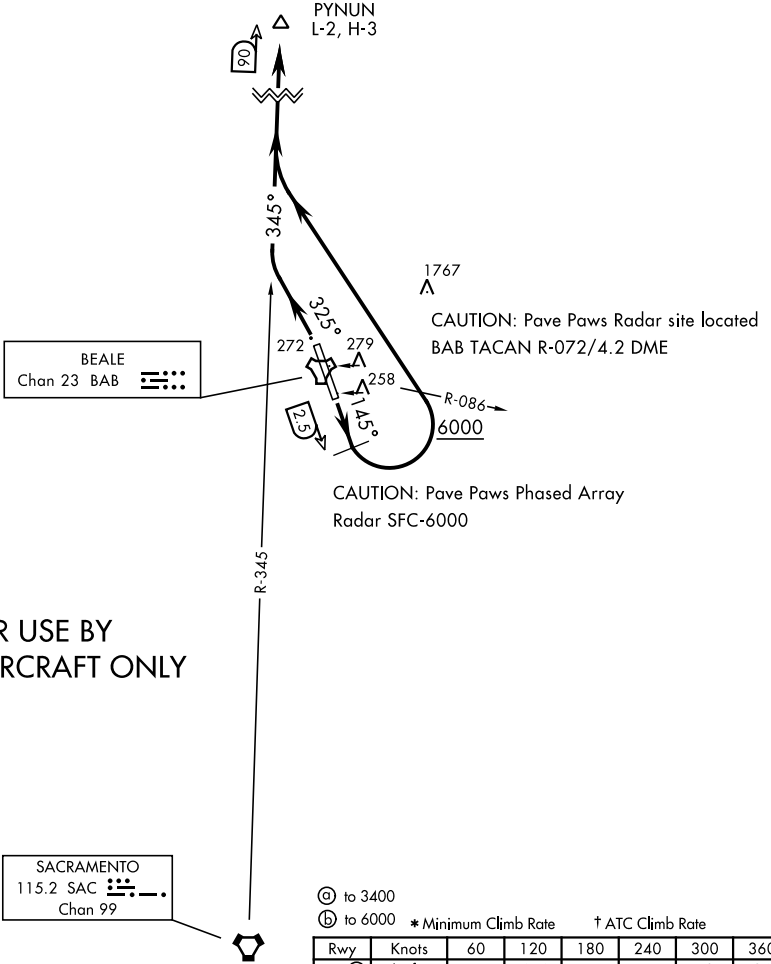 PYNUN
L-2, H-3
90
345°
1767
CAUTION: Pave Paws Radar site located
BAB TACAN R-072/4.2 DME
325°
272
279
258
BEALE
Chan 23 BAB
R-086
2.5
145°
6000
CAUTION: Pave Paws Phased Array
Radar SFC-6000
R-345
R USE BY
RCRAFT ONLY
SACRAMENTO
115.2 SAC
Chan 99
ⓐ to 3400
ⓑ to 6000 * Minimum Climb Rate † ATC Climb Rate
Rwy Knots 60 120 180 240 300 360